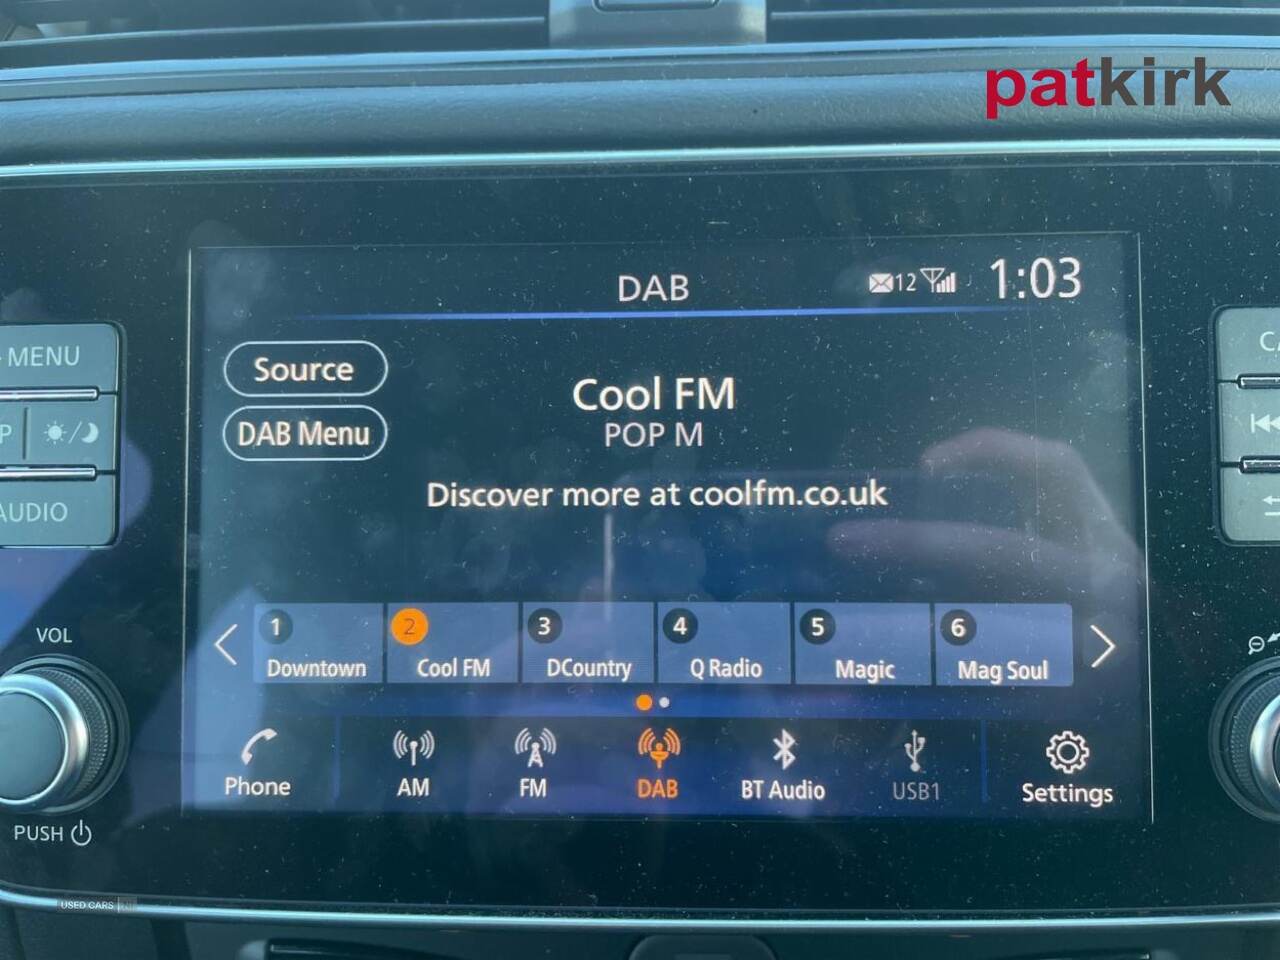 patkirk
DAB
12
1:03
MENU
Source
Cool FM
DAB Menu
POP M
AUDIO
Discover more at coolfm.co.uk
VOL
1 2 3 4 5 6
Downtown Cool FM DCountry Q Radio Magic Mag Soul
Phone AM FM DAB BT Audio USB1 Settings
PUSH
USED CARS